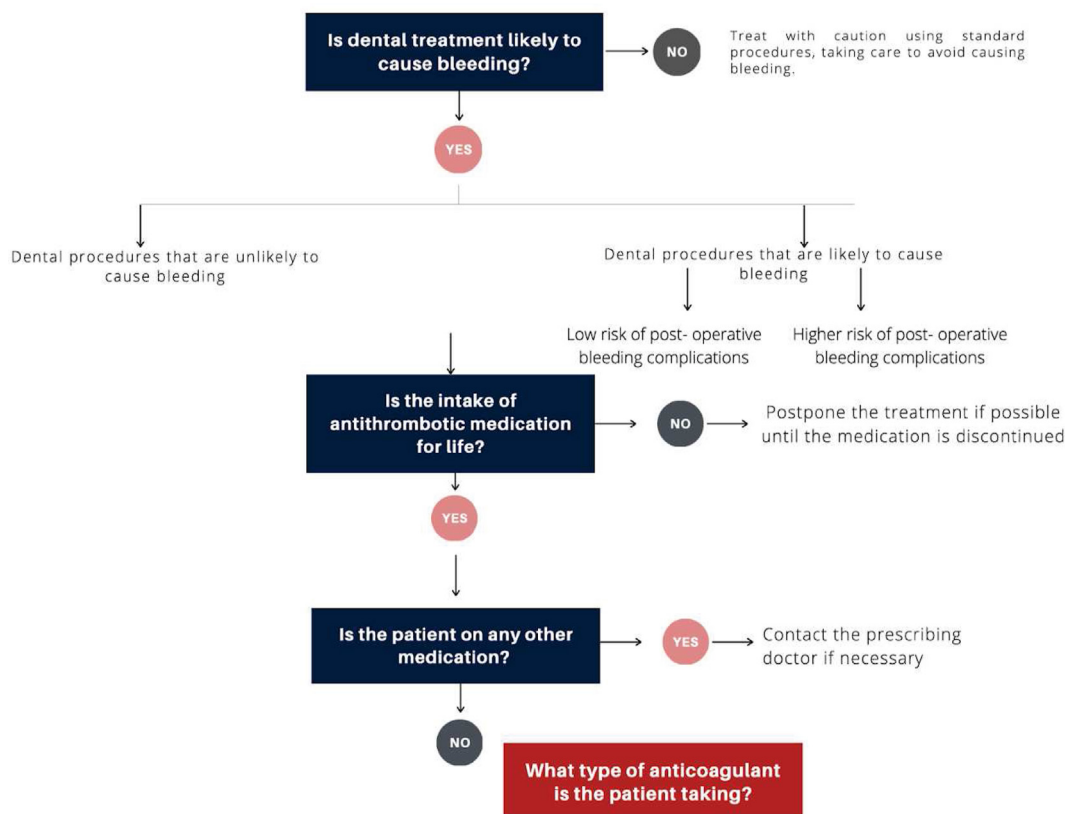 Is dental treatment likely to
cause bleeding?
NO
Treat with caution using standard
procedures, taking care to avoid causing
bleeding.
YES
Dental procedures that are unlikely to
cause bleeding
Dental procedures that are likely to cause
bleeding
Low risk of post- operative
bleeding complications
Higher risk of post- operative
bleeding complications
Is the intake of
antithrombotic medication
for life?
NO
Postpone the treatment if possible
until the medication is discontinued
YES
Is the patient on any other
medication?
YES
Contact the prescribing
doctor if necessary
NO
What type of anticoagulant
is the patient taking?